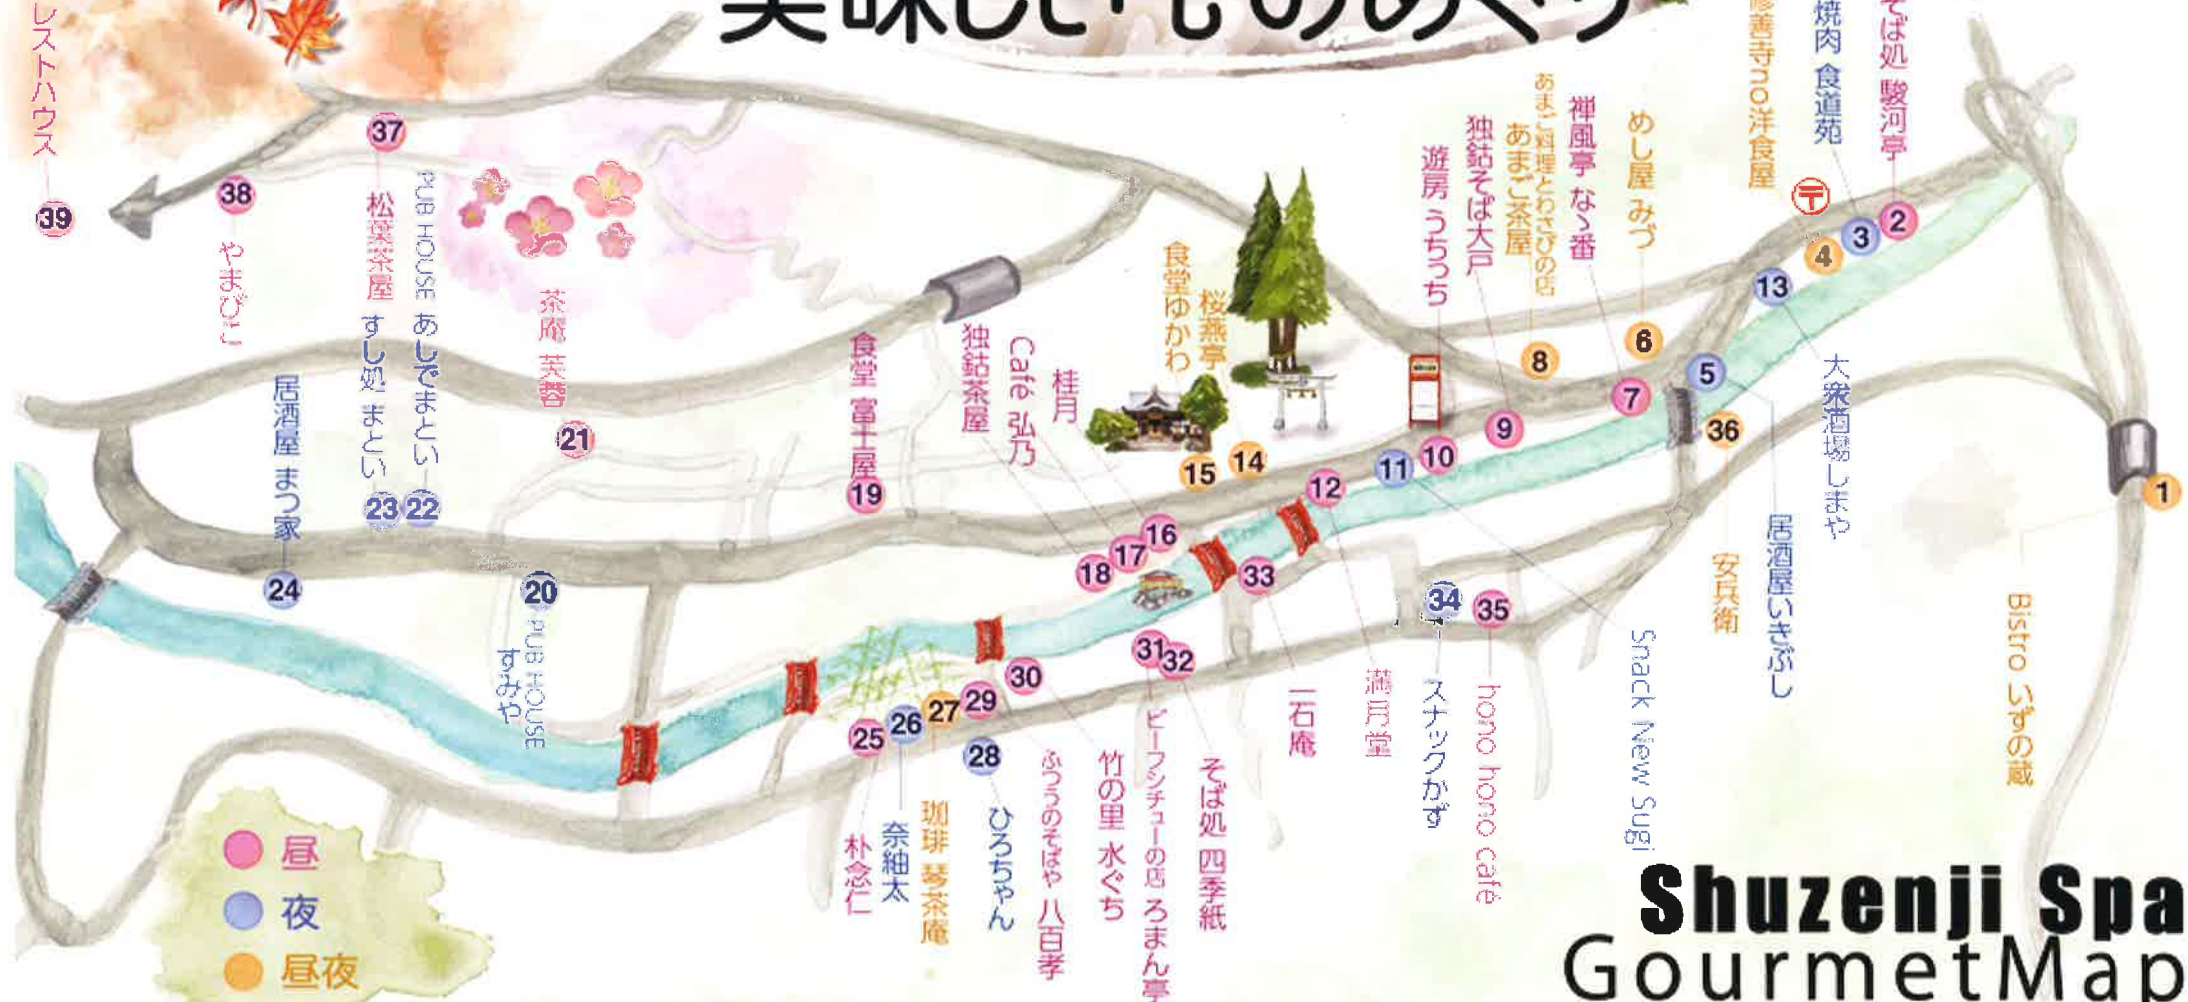 美味しいものめぐり
レストハウス
39
38
やまびこ
37
松葉茶屋
PUB HOUSE あしでまとい
22
すし処 まとい
23
居酒屋 まつ家
24
茶庵 芙蓉
21
20
PUB HOUSE
すおや
食堂 富士屋
19
独鈷茶屋
18
Café 弘乃
17
桂月
16
食堂ゆかわ
15
桜燕亭
14
遊房 うちっち
10
独鈷そば大戸
9
あまご料理とわさびの店
あまご茶屋
8
禅風亭 な〻番
7
めし屋 みづ
6
修善寺no洋食屋
4
焼肉 食道苑
3
そば処 駿河亭
2
〒
13
大衆酒場しまや
5
居酒屋いきぶし
36
安兵衛
1
Bistro いずの蔵
11
Snack New Sugi
12
満月堂
33
一石庵
34
スナックかず
35
hono hono café
31
ビーフシチューの店 ろまん亭
32
そば処 四季紙
30
竹の里 水ぐち
29
ふつうのそばや 八百孝
28
ひろちゃん
27
珈琲 琴茶庵
26
奈紬太
25
朴念仁
昼
夜
昼夜
Shuzenji Spa
GourmetMap